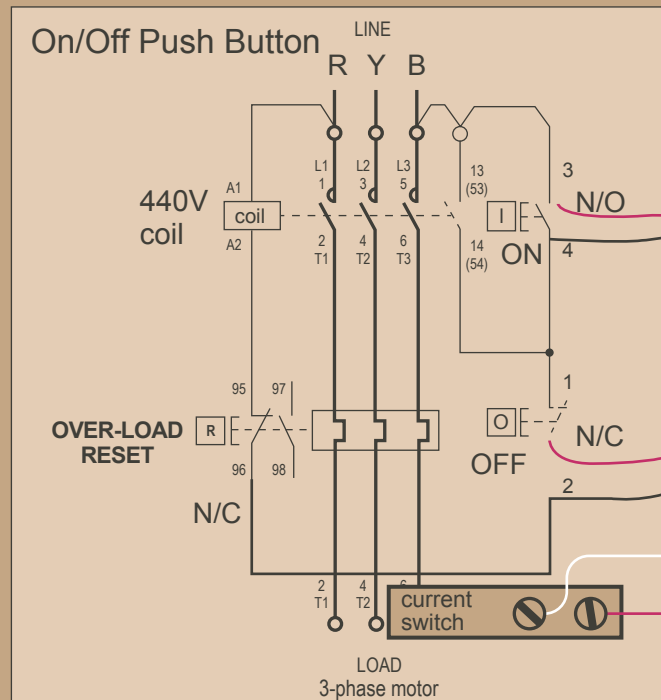 On/Off Push Button
LINE
R Y B
L1 L2 L3
1 3 5
13
(53)
3
A1
440V
coil
coil
A2
I
N/O
2 4 6
T1 T2 T3
14
(54)
ON
4
95 97
1
OVER-LOAD
RESET
R
O
N/C
OFF
96 98
2
N/C
2 4
T1 T2
current
switch
LOAD
3-phase motor